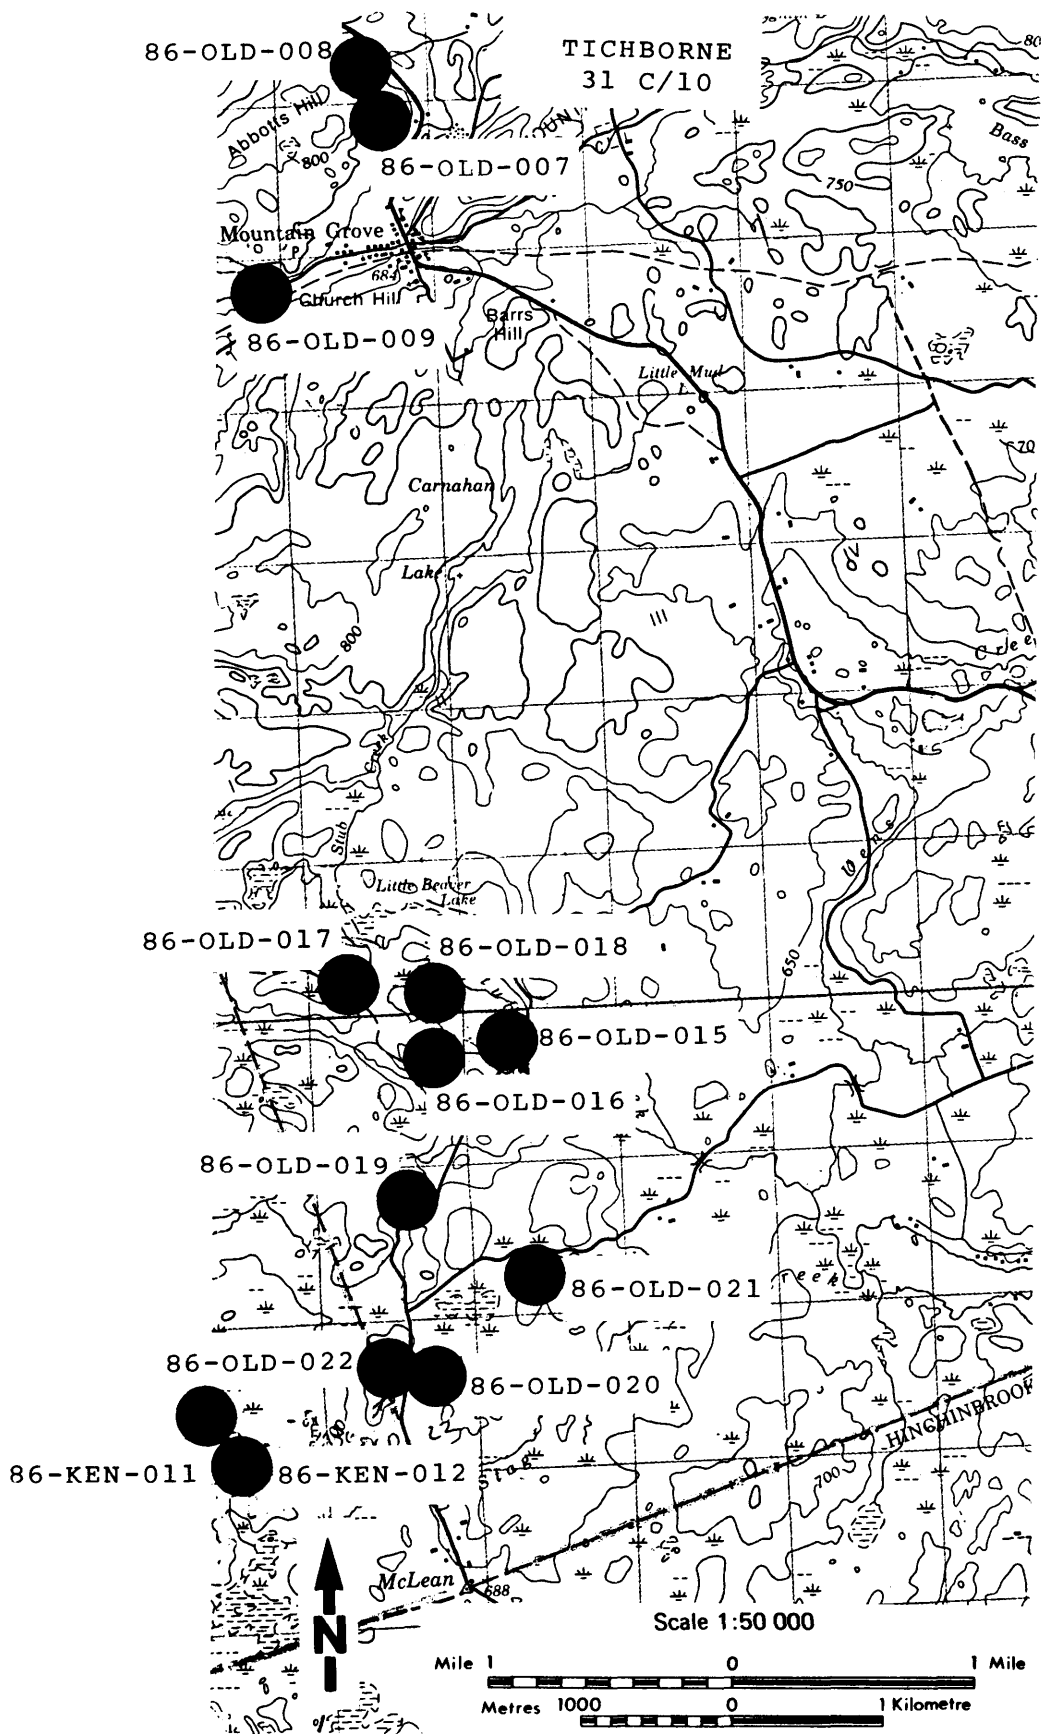 86-OLD-008
TICHBORNE
31 C/10
Abbotts Hill
800
Bass
86-OLD-007
750
Mountain Grove
P
684
Church Hill
Barrs
Hill
86-OLD-009
Little Mud
L
Carnahan
Lake
III
800
Creek
Stub
Little Beaver
Lake
650
86-OLD-017
86-OLD-018
86-OLD-015
86-OLD-016
86-OLD-019
86-OLD-021
reek
86-OLD-022
86-OLD-020
HINCHINBROOK
86-KEN-011
86-KEN-012
700
McLean
688
N
Scale 1:50 000
Mile 1 0 1 Mile
Metres 1000 0 1 Kilometre